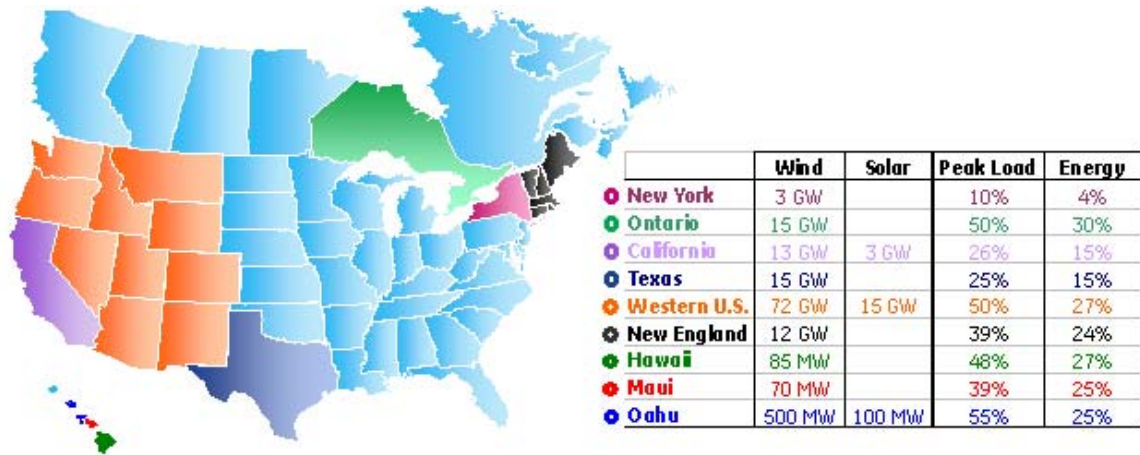 Wind Solar Peak Load Energy
New York 3 GW 10% 4%
Ontario 15 GW 50% 30%
California 13 GW 3 GW 26% 15%
Texas 15 GW 25% 15%
Western U.S. 72 GW 15 GW 50% 27%
New England 12 GW 39% 24%
Hawaii 85 MW 48% 27%
Maui 70 MW 39% 25%
Oahu 500 MW 100 MW 55% 25%